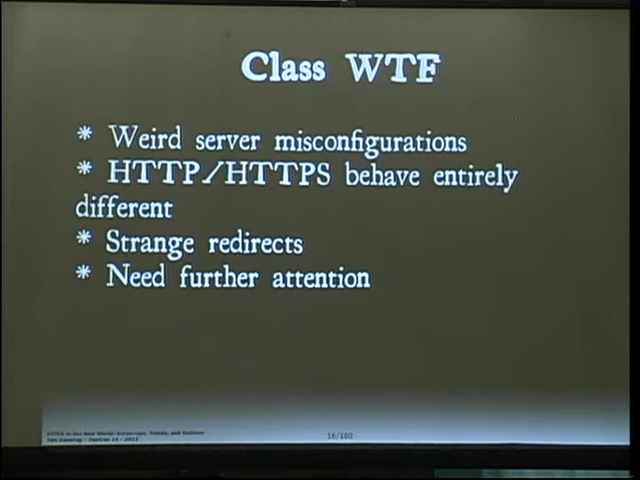 Class WTF
* Weird server misconfigurations
* HTTP/HTTPS behave entirely
different
* Strange redirects
* Need further attention
16/102